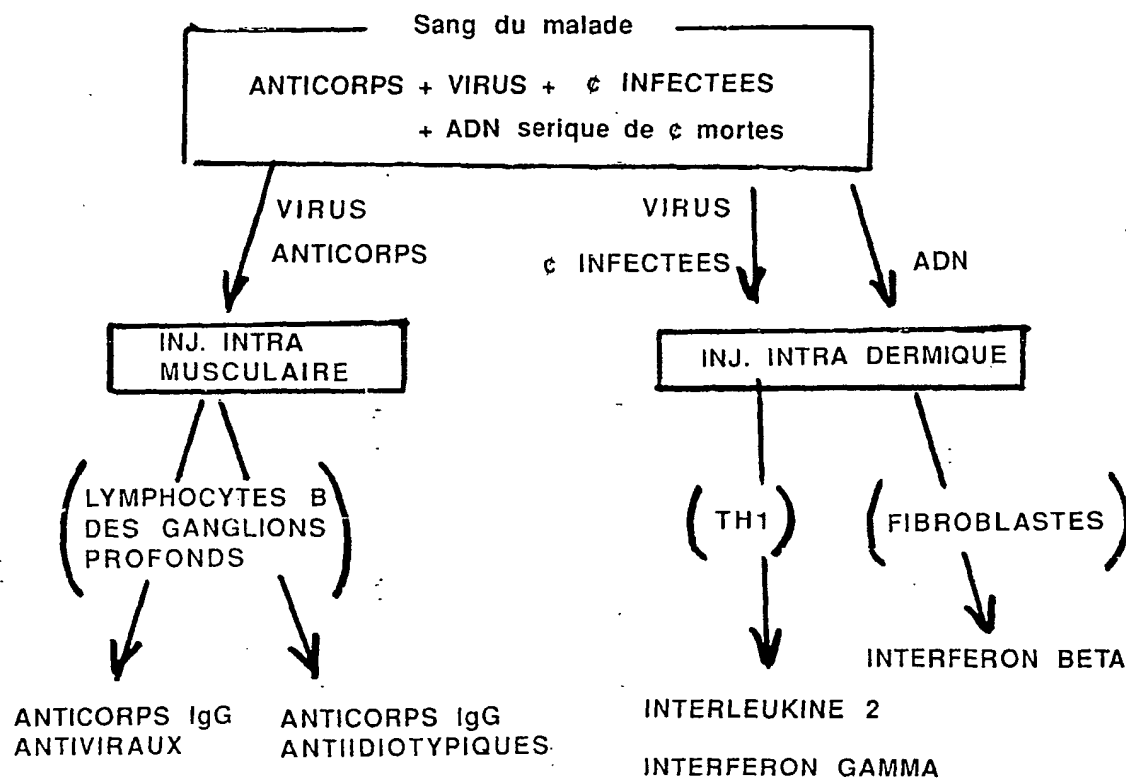 Sang du malade
ANTICORPS + VIRUS + ¢ INFECTEES
+ ADN serique de ¢ mortes
VIRUS
ANTICORPS
VIRUS
¢ INFECTEES
ADN
INJ. INTRA
MUSCULAIRE
INJ. INTRA DERMIQUE
(LYMPHOCYTES B
DES GANGLIONS
PROFONDS)
(TH1)
(FIBROBLASTES)
ANTICORPS IgG
ANTIVIRAUX
ANTICORPS IgG
ANTIIDIOTYPIQUES
INTERLEUKINE 2
INTERFERON GAMMA
INTERFERON BETA